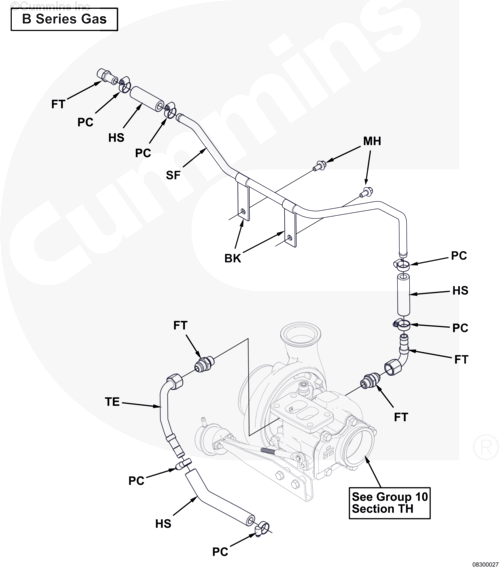 ©Cummins Inc
B Series Gas
FT
PC
HS
PC
SF
MH
BK
PC
HS
PC
FT
FT
TE
FT
PC
HS
PC
See Group 10
Section TH
Cummins
®
08300027